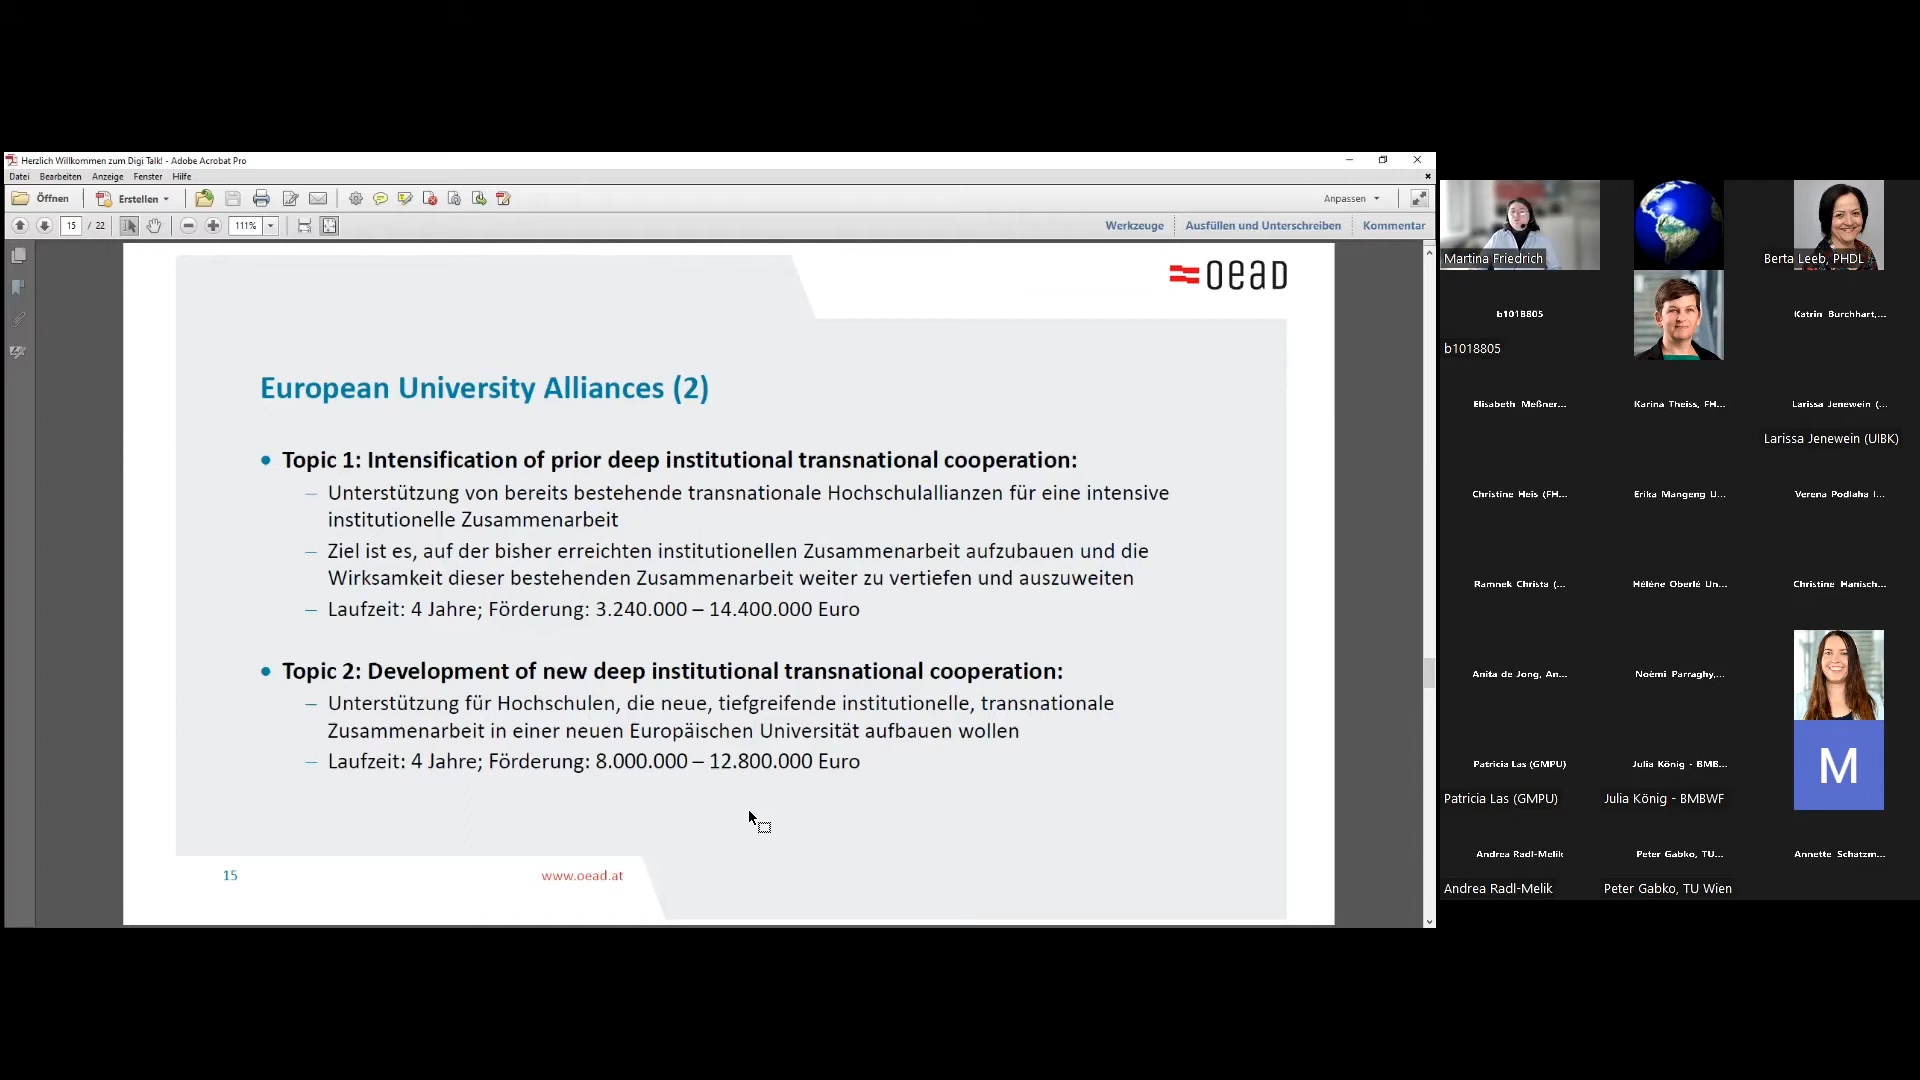 Herzlich Willkommen zum Digi Talk! - Adobe Acrobat Pro
Datei Bearbeiten Anzeige Fenster Hilfe
Öffnen Erstellen Anpassen
15 / 22 111% Werkzeuge Ausfüllen und Unterschreiben Kommentar
oead
European University Alliances (2)
• Topic 1: Intensification of prior deep institutional transnational cooperation:
– Unterstützung von bereits bestehende transnationale Hochschulallianzen für eine intensive
institutionelle Zusammenarbeit
– Ziel ist es, auf der bisher erreichten institutionellen Zusammenarbeit aufzubauen und die
Wirksamkeit dieser bestehenden Zusammenarbeit weiter zu vertiefen und auszuweiten
– Laufzeit: 4 Jahre; Förderung: 3.240.000 – 14.400.000 Euro
• Topic 2: Development of new deep institutional transnational cooperation:
– Unterstützung für Hochschulen, die neue, tiefgreifende institutionelle, transnationale
Zusammenarbeit in einer neuen Europäischen Universität aufbauen wollen
– Laufzeit: 4 Jahre; Förderung: 8.000.000 – 12.800.000 Euro
15 www.oead.at
Martina Friedrich
Berta Leeb, PHDL
b1018805
b1018805
Katrin Burchhart,...
Elisabeth Meßner...
Karina Theiss, FH...
Larissa Jenewein (...
Larissa Jenewein (UIBK)
Christine Heis (FH...
Erika Mangeng U...
Verena Podlaha I...
Ramnek Christa (...
Hélène Oberlé Un...
Christine Hanisch...
Anita de Jong, An...
Noèmi Parraghy,...
Patricia Las (GMPU)
Patricia Las (GMPU)
Julia König - BMB...
Julia König - BMBWF
M
Andrea Radl-Melik
Andrea Radl-Melik
Peter Gabko, TU...
Peter Gabko, TU Wien
Annette Schatzm...